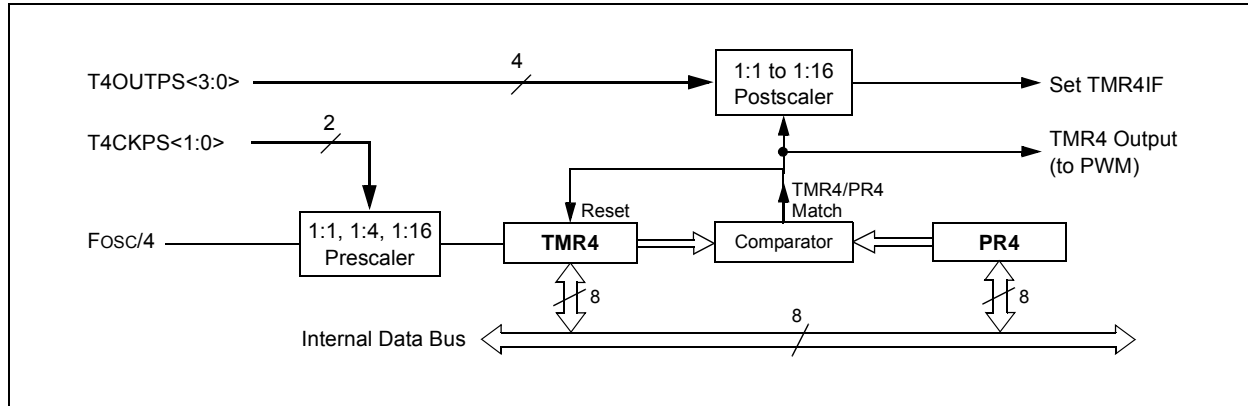 T4OUTPS<3:0>
4
1:1 to 1:16
Postscaler
Set TMR4IF
T4CKPS<1:0>
2
TMR4 Output
(to PWM)
TMR4/PR4
Match
Reset
FOSC/4
1:1, 1:4, 1:16
Prescaler
TMR4
Comparator
PR4
8
8
8
Internal Data Bus